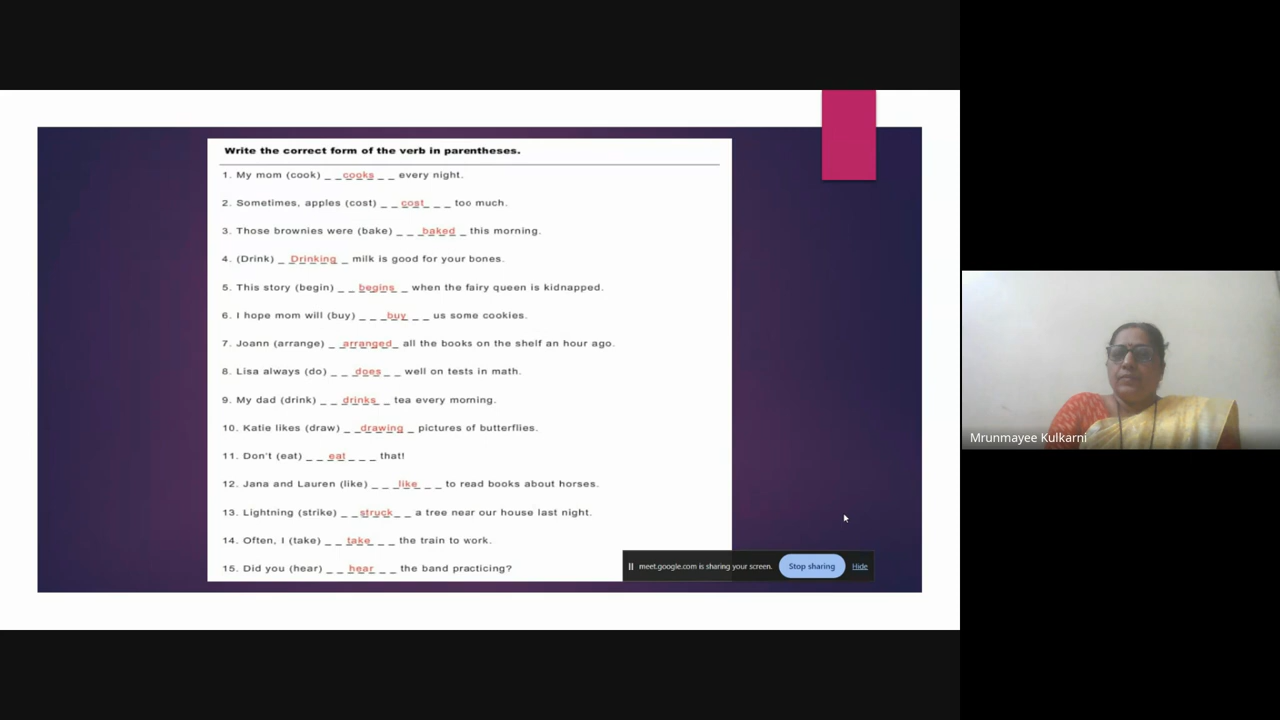 Write the correct form of the verb in parentheses.
1. My mom (cook) _ _cooks_ _ every night.
2. Sometimes, apples (cost) _ _ cost_ _ _ too much.
3. Those brownies were (bake) _ _ _baked _ this morning.
4. (Drink) _ Drinking _ milk is good for your bones.
5. This story (begin) _ _ begins _ when the fairy queen is kidnapped.
6. I hope mom will (buy) _ _ _buy_ _ _ us some cookies.
7. Joann (arrange) _ arranged_ all the books on the shelf an hour ago.
8. Lisa always (do) _ _ does_ _ well on tests in math.
9. My dad (drink) _ _ drinks _ tea every morning.
10. Katie likes (draw) _ _drawing _ pictures of butterflies.
11. Don't (eat) _ _ eat_ _ _ that!
12. Jana and Lauren (like) _ _ _like_ _ _ to read books about horses.
13. Lightning (strike) _ _struck_ _ a tree near our house last night.
14. Often, I (take) _ _ take_ _ _ the train to work.
15. Did you (hear) _ _ hear_ _ _ the band practicing?
meet.google.com is sharing your screen. Stop sharing Hide
Mrunmayee Kulkarni